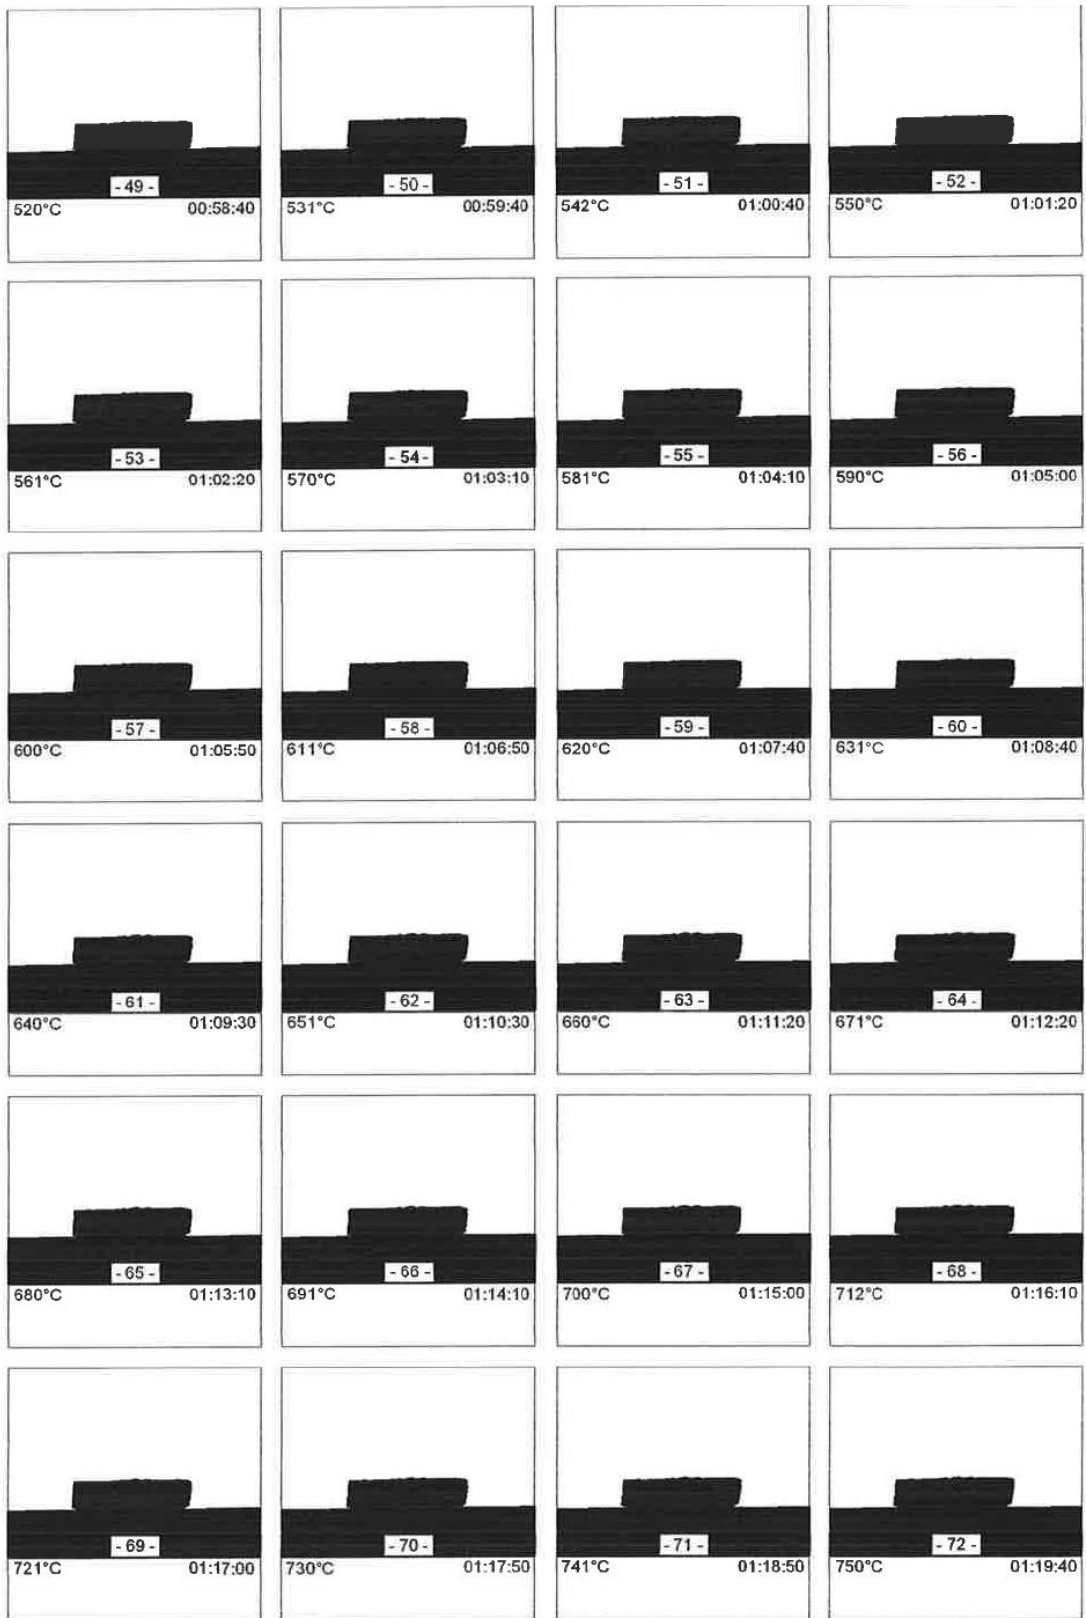 - 49 - - 50 - - 51 - - 52 -
520°C 00:58:40 531°C 00:59:40 542°C 01:00:40 550°C 01:01:20
- 53 - - 54 - - 55 - - 56 -
561°C 01:02:20 570°C 01:03:10 581°C 01:04:10 590°C 01:05:00
- 57 - - 58 - - 59 - - 60 -
600°C 01:05:50 611°C 01:06:50 620°C 01:07:40 631°C 01:08:40
- 61 - - 62 - - 63 - - 64 -
640°C 01:09:30 651°C 01:10:30 660°C 01:11:20 671°C 01:12:20
- 65 - - 66 - - 67 - - 68 -
680°C 01:13:10 691°C 01:14:10 700°C 01:15:00 712°C 01:16:10
- 69 - - 70 - - 71 - - 72 -
721°C 01:17:00 730°C 01:17:50 741°C 01:18:50 750°C 01:19:40